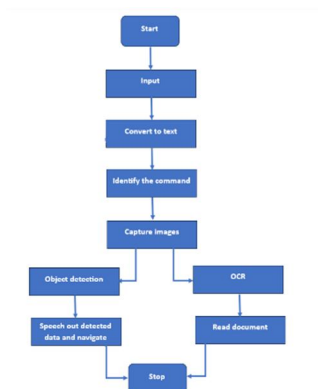 Start
Input
Convert to text
Identify the command
Capture images
Object detection
OCR
Speech out detected
data and navigate
Read document
Stop